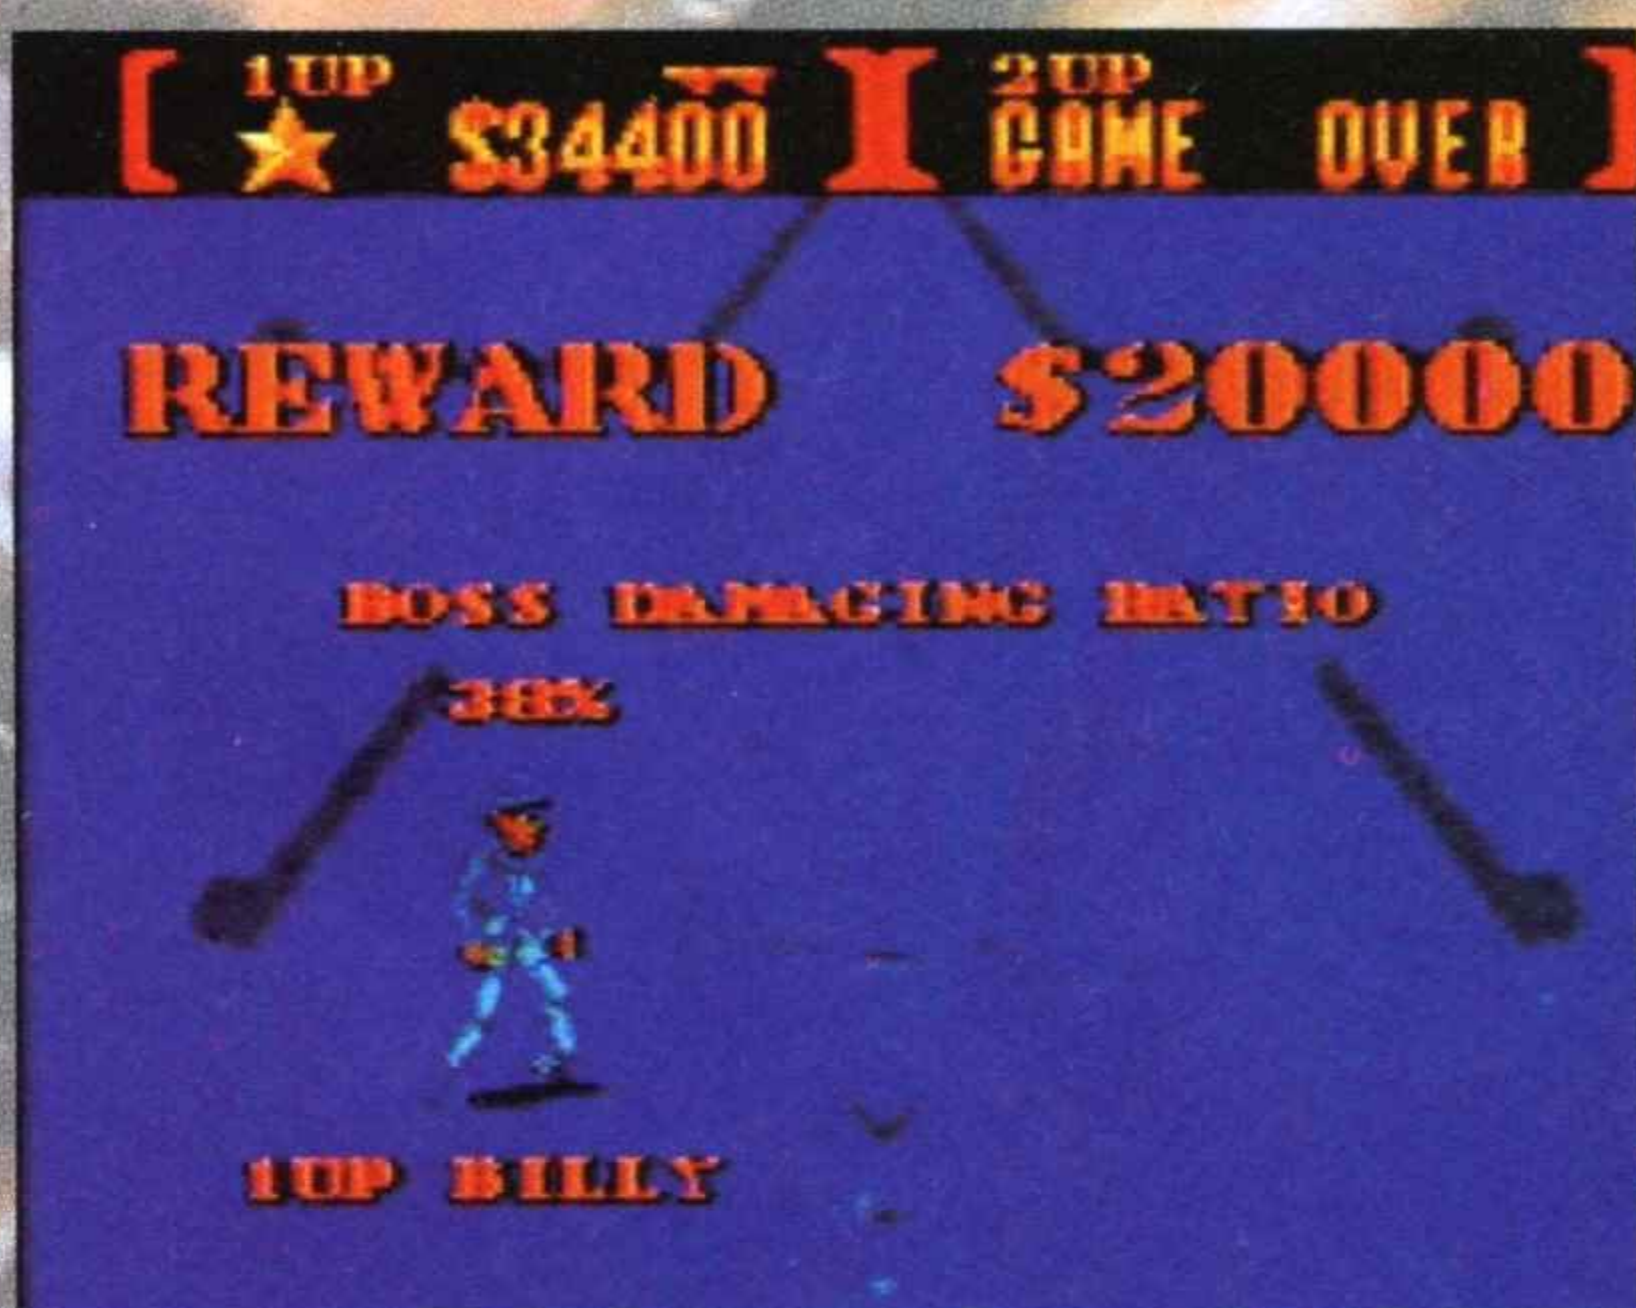 1UP 2UP
$34400 GAME OVER
REWARD $20000
BOSS DAMAGING RATIO
38%
1UP BILLY